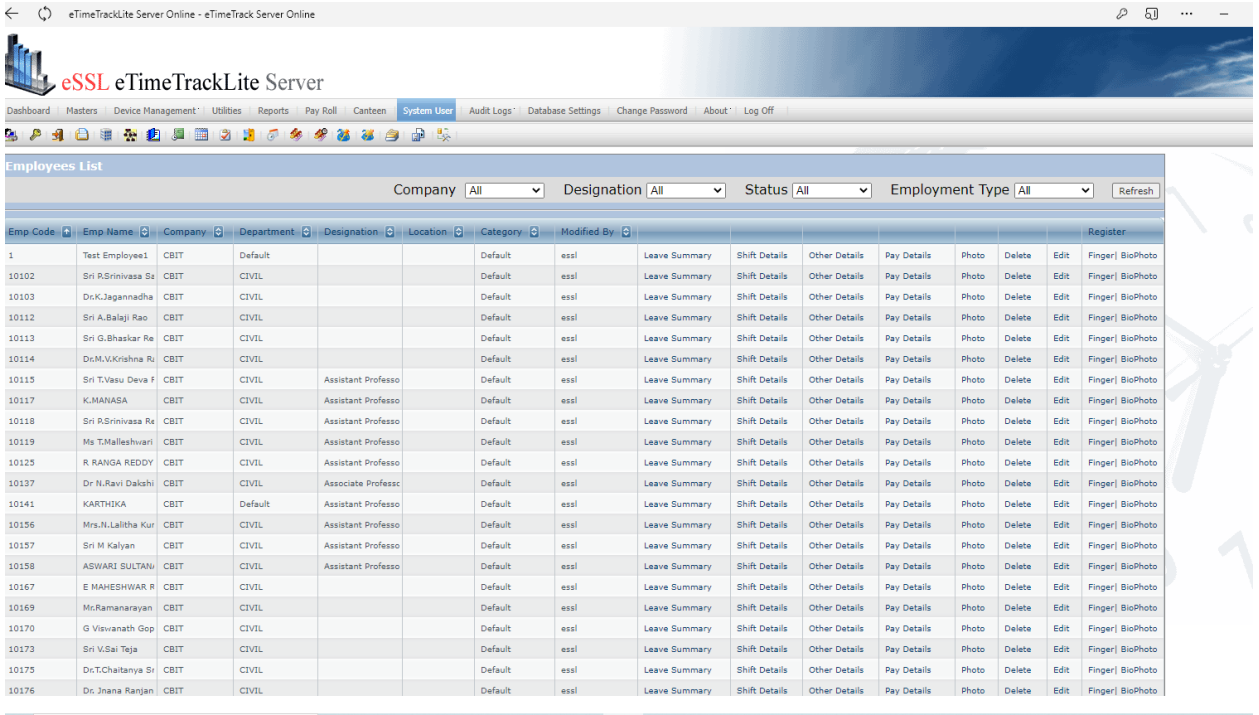 eTimeTrackLite Server Online - eTimeTrack Server Online
eSSL eTimeTrackLite Server
Dashboard Masters Device Management Utilities Reports Pay Roll Canteen System User Audit Logs Database Settings Change Password About Log Off
Employees List
Company All Designation All Status All Employment Type All Refresh
Emp Code Emp Name Company Department Designation Location Category Modified By Register
1 Test Employee1 CBIT Default Default essl Leave Summary Shift Details Other Details Pay Details Photo Delete Edit Finger| BioPhoto
10102 Sri P.Srinivasa Sa CBIT CIVIL Default essl Leave Summary Shift Details Other Details Pay Details Photo Delete Edit Finger| BioPhoto
10103 Dr.K.Jagannadha CBIT CIVIL Default essl Leave Summary Shift Details Other Details Pay Details Photo Delete Edit Finger| BioPhoto
10112 Sri A.Balaji Rao CBIT CIVIL Default essl Leave Summary Shift Details Other Details Pay Details Photo Delete Edit Finger| BioPhoto
10113 Sri G.Bhaskar Re CBIT CIVIL Default essl Leave Summary Shift Details Other Details Pay Details Photo Delete Edit Finger| BioPhoto
10114 Dr.M.V.Krishna Ra CBIT CIVIL Default essl Leave Summary Shift Details Other Details Pay Details Photo Delete Edit Finger| BioPhoto
10115 Sri T.Vasu Deva CBIT CIVIL Assistant Professo Default essl Leave Summary Shift Details Other Details Pay Details Photo Delete Edit Finger| BioPhoto
10117 K.MANASA CBIT CIVIL Assistant Professo Default essl Leave Summary Shift Details Other Details Pay Details Photo Delete Edit Finger| BioPhoto
10118 Sri P.Srinivasa Re CBIT CIVIL Assistant Professo Default essl Leave Summary Shift Details Other Details Pay Details Photo Delete Edit Finger| BioPhoto
10119 Ms T.Malleshwari CBIT CIVIL Assistant Professo Default essl Leave Summary Shift Details Other Details Pay Details Photo Delete Edit Finger| BioPhoto
10125 R RANGA REDDY CBIT CIVIL Assistant Professo Default essl Leave Summary Shift Details Other Details Pay Details Photo Delete Edit Finger| BioPhoto
10137 Dr N.Ravi Dakshi CBIT CIVIL Associate Professo Default essl Leave Summary Shift Details Other Details Pay Details Photo Delete Edit Finger| BioPhoto
10141 KARTHIKA CBIT Default Assistant Professo Default essl Leave Summary Shift Details Other Details Pay Details Photo Delete Edit Finger| BioPhoto
10156 Mrs.N.Lalitha Kur CBIT CIVIL Assistant Professo Default essl Leave Summary Shift Details Other Details Pay Details Photo Delete Edit Finger| BioPhoto
10157 Sri M Kalyan CBIT CIVIL Assistant Professo Default essl Leave Summary Shift Details Other Details Pay Details Photo Delete Edit Finger| BioPhoto
10158 ASWARI SULTAN CBIT CIVIL Assistant Professo Default essl Leave Summary Shift Details Other Details Pay Details Photo Delete Edit Finger| BioPhoto
10167 E MAHESHWAR R CBIT CIVIL Default essl Leave Summary Shift Details Other Details Pay Details Photo Delete Edit Finger| BioPhoto
10169 Mr.Ramanarayan CBIT CIVIL Default essl Leave Summary Shift Details Other Details Pay Details Photo Delete Edit Finger| BioPhoto
10170 G Viswanath Gop CBIT CIVIL Default essl Leave Summary Shift Details Other Details Pay Details Photo Delete Edit Finger| BioPhoto
10173 Sri V.Sai Teja CBIT CIVIL Default essl Leave Summary Shift Details Other Details Pay Details Photo Delete Edit Finger| BioPhoto
10175 Dr.T.Chaitanya Sr CBIT CIVIL Default essl Leave Summary Shift Details Other Details Pay Details Photo Delete Edit Finger| BioPhoto
10176 Dr. Jnana Ranjan CBIT CIVIL Default essl Leave Summary Shift Details Other Details Pay Details Photo Delete Edit Finger| BioPhoto